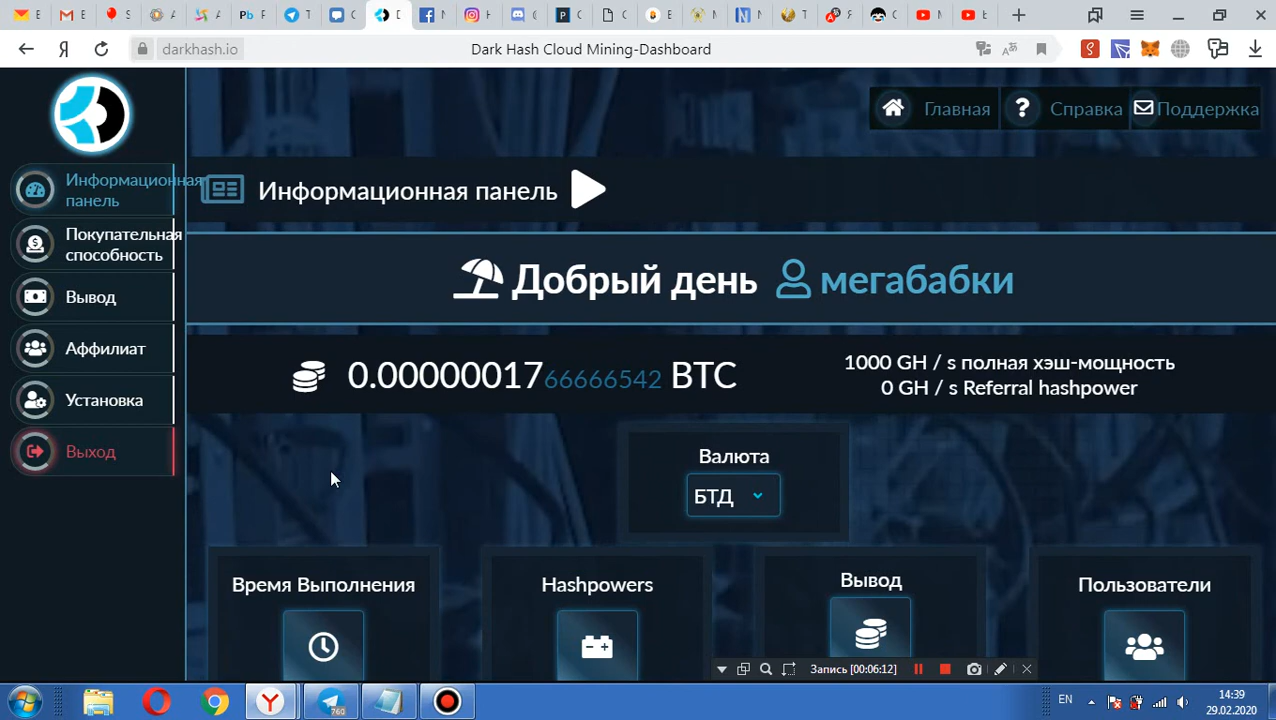 darkhash.io
Dark Hash Cloud Mining-Dashboard
Главная
Справка
Поддержка
Информационная
панель
Информационная панель
Покупательная
способность
Вывод
Аффилиат
Установка
Выход
Добрый день мегабабки
0.0000001766666542 BTC
1000 GH / s полная хэш-мощность
0 GH / s Referral hashpower
Валюта
БТД
Время Выполнения
Hashpowers
Вывод
Пользователи
Запись [00:06:12]
760
EN
14:39
29.02.2020